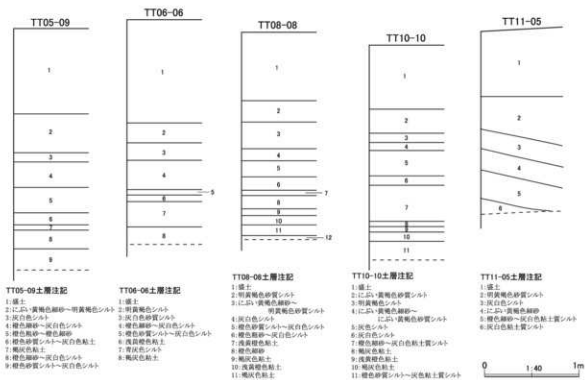 TT05-09
TT06-06
TT08-08
TT10-10
TT11-05
1
2
3
4
5
6
7
8
9
1
2
3
4
5
6
7
8
1
2
3
4
5
6
7
8
9
10
11
12
1
2
3
4
5
6
7
8
9
10
11
1
2
3
4
5
6
TT05-09土層注記
1:盛土
2:にぶい黄褐色細砂～明黄褐色シルト
3:灰白色シルト
4:橙色細砂～灰白色シルト
5:橙色粗砂～橙色細砂
6:橙色砂質シルト～灰白色粘土
7:褐灰色粘土
8:橙色細砂～灰白色シルト
9:橙色砂質シルト～灰白色シルト
TT06-06土層注記
1:盛土
2:明黄褐色シルト
3:灰白色砂質シルト
4:橙色細砂～灰白色シルト
5:橙色砂質シルト～灰白色シルト
6:浅黄橙色粘土
7:青灰色シルト
8:褐灰色粘土
TT08-08土層注記
1:盛土
2:明黄褐色砂質シルト
3:にぶい黄褐色細砂～
明黄褐色砂質シルト
4:灰白色シルト
5:橙色砂質シルト～灰白色シルト
6:橙色粗砂～灰白色シルト
7:浅黄橙色粘土
8:橙色細砂
9:褐灰色シルト
10:浅黄橙色粘土
11:褐灰色粘土
TT10-10土層注記
1:盛土
2:にぶい黄褐色砂質シルト
3:明黄褐色シルト
4:にぶい黄褐色細砂～
にぶい黄褐色砂質シルト
5:灰色シルト
6:灰白色シルト
7:橙色細砂～灰白色粘土質シルト
8:褐灰色粘土
9:浅黄橙色粘土
10:褐灰色粘土
11:橙色砂質シルト～灰白色粘土質シルト
TT11-05土層注記
1:盛土
2:明黄褐色砂質シルト
3:灰白色シルト
4:明黄褐色砂質シルト
5:橙色細砂～灰白色粘土質シルト
6:灰白色粘土質シルト
0
1:40
1m